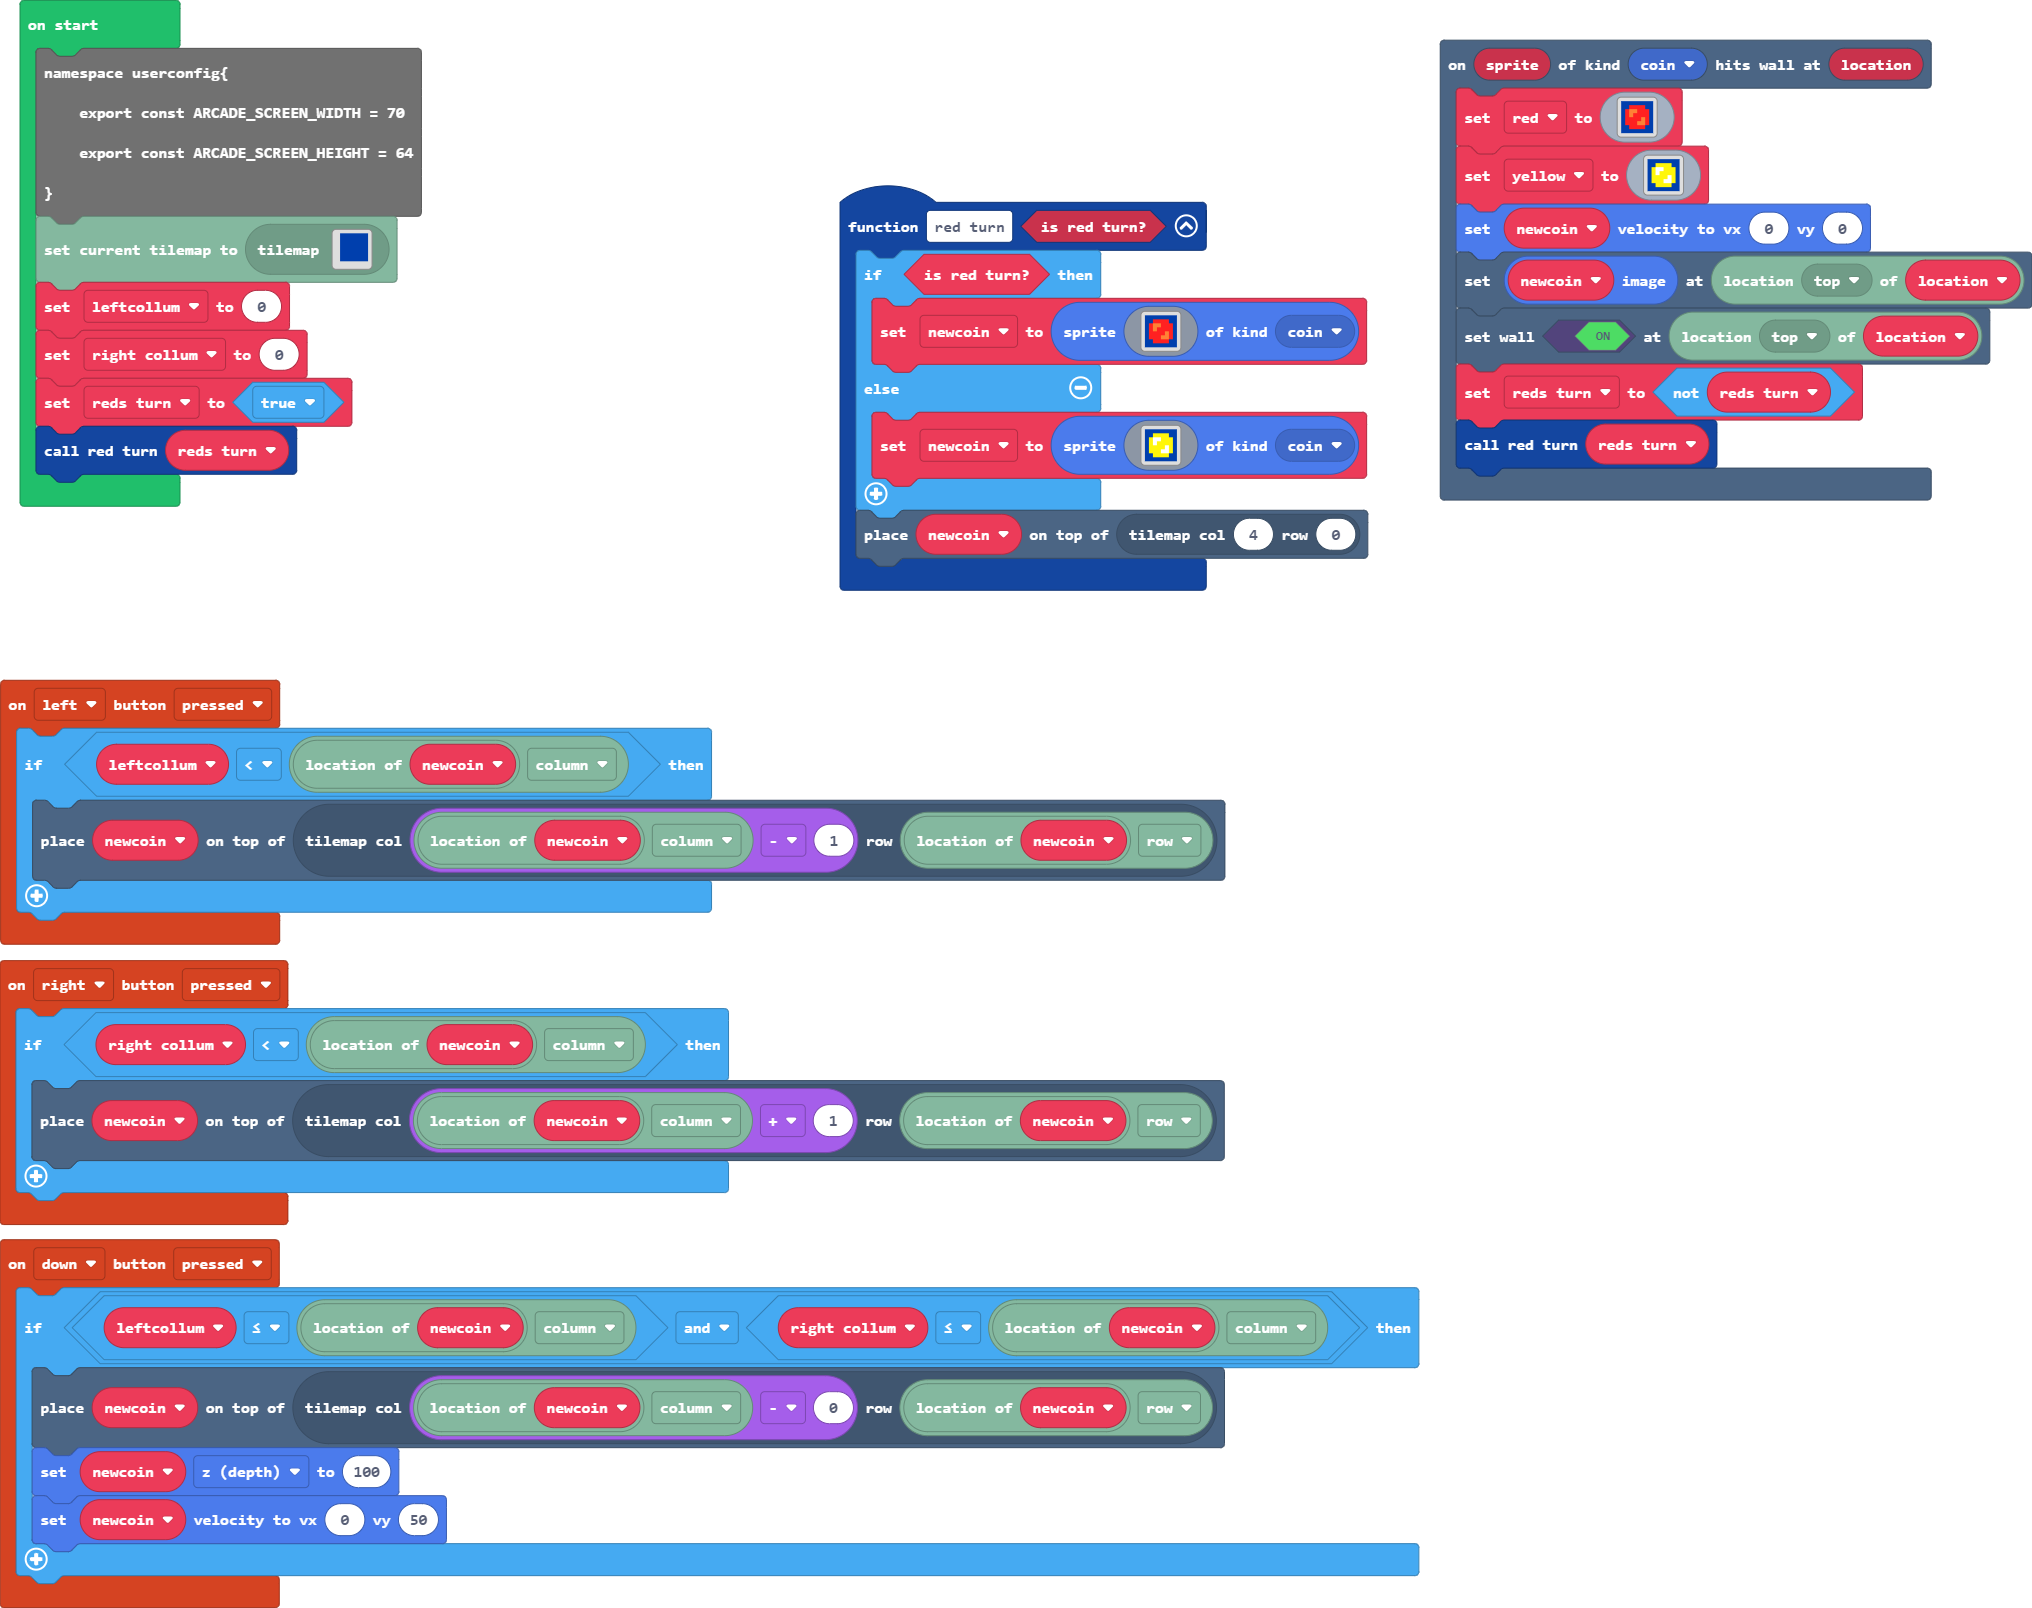 on start
namespace userconfig{
export const ARCADE_SCREEN_WIDTH = 70
export const ARCADE_SCREEN_HEIGHT = 64
}
set current tilemap to tilemap
set leftcollum to 0
set right collum to 0
set reds turn to true
call red turn reds turn
function red turn is red turn?
if is red turn? then
set newcoin to sprite of kind coin
else
set newcoin to sprite of kind coin
place newcoin on top of tilemap col 4 row 0
on sprite of kind coin hits wall at location
set red to
set yellow to
set newcoin velocity to vx 0 vy 0
set newcoin image at location top of location
set wall ON at location top of location
set reds turn to not reds turn
call red turn reds turn
on left button pressed
if leftcollum < location of newcoin column then
place newcoin on top of tilemap col location of newcoin column - 1 row location of newcoin row
on right button pressed
if right collum < location of newcoin column then
place newcoin on top of tilemap col location of newcoin column + 1 row location of newcoin row
on down button pressed
if leftcollum ≤ location of newcoin column and right collum ≤ location of newcoin column then
place newcoin on top of tilemap col location of newcoin column - 0 row location of newcoin row
set newcoin z (depth) to 100
set newcoin velocity to vx 0 vy 50